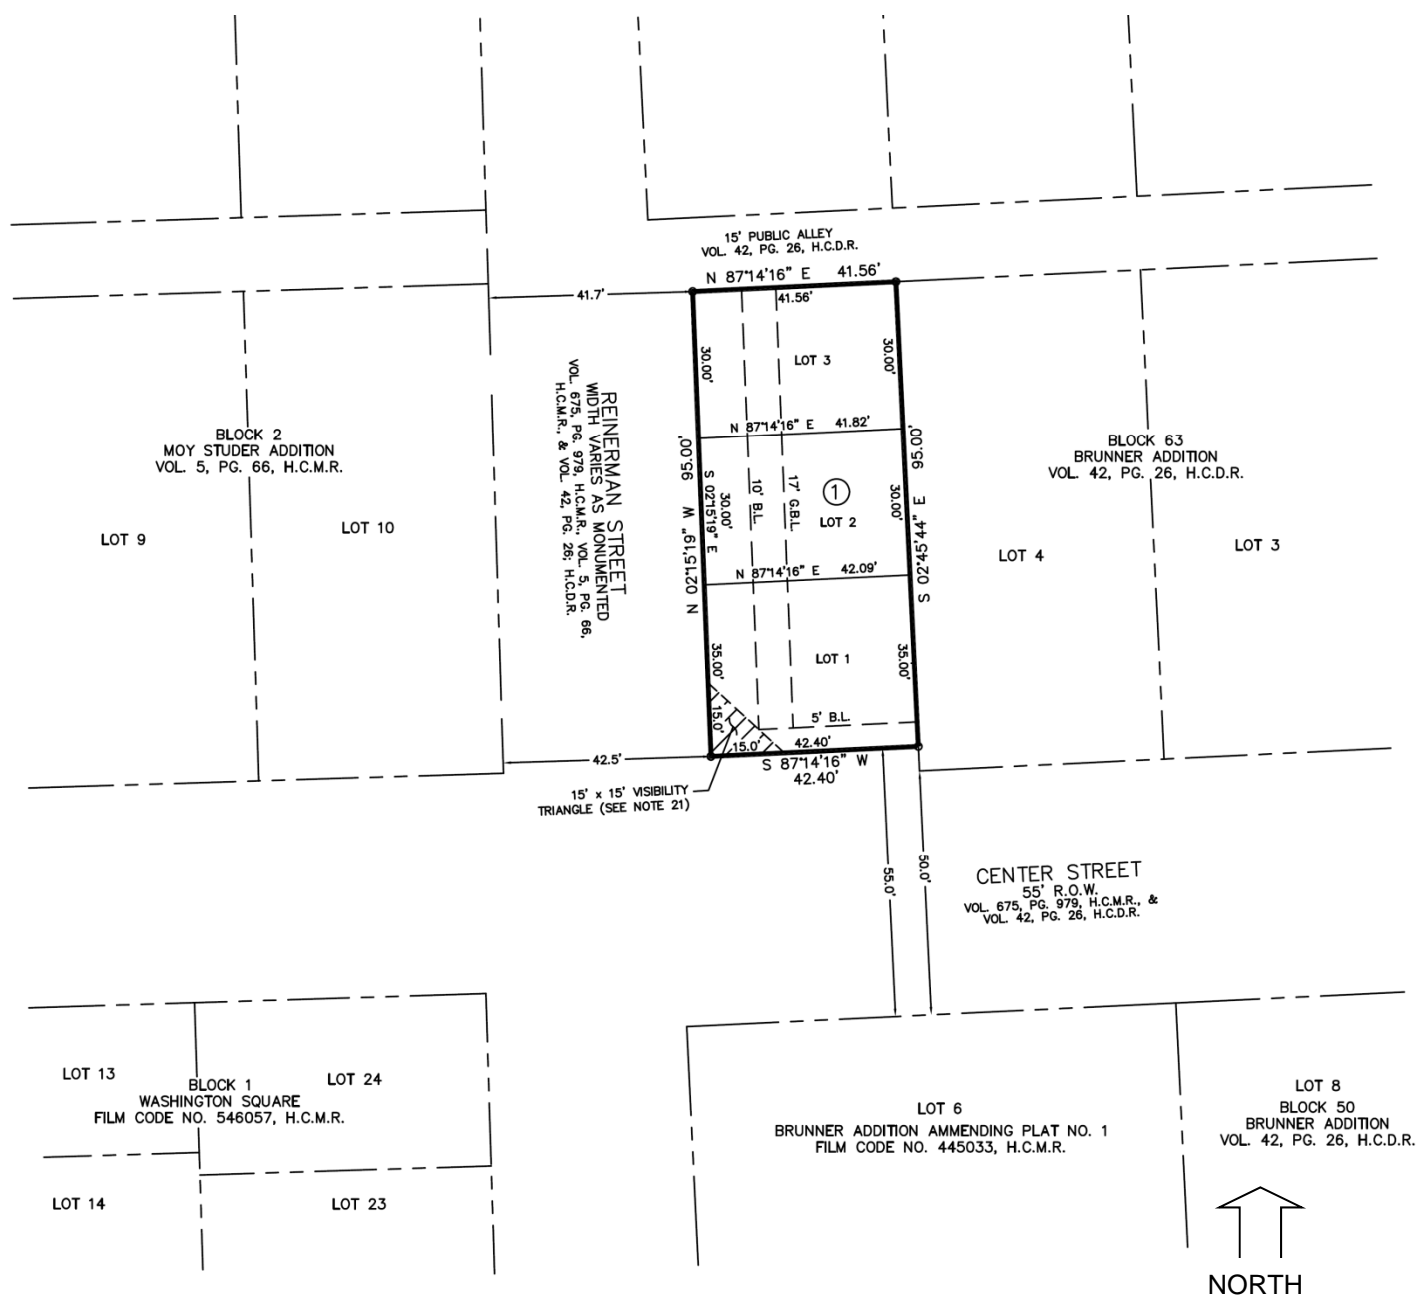 15' PUBLIC ALLEY
VOL. 42, PG. 26, H.C.D.R.
N 87°14'16" E 41.56'
41.7'
41.56'
30.00'
LOT 3
30.00'
REINERMAN STREET
WIDTH VARIES AS MONUMENTED
VOL. 675, PG. 979, H.C.M.R., VOL. 5, PG. 66,
H.C.M.R., & VOL. 42, PG. 26; H.C.D.R.
BLOCK 2
MOY STUDER ADDITION
VOL. 5, PG. 66, H.C.M.R.
N 87°14'16" E 41.82'
BLOCK 63
BRUNNER ADDITION
VOL. 42, PG. 26, H.C.D.R.
N 02°15'19" W 95.00'
S 02°15'19" E
30.00'
10' B.L.
17' G.B.L.
1
LOT 2
30.00'
S 02°45'44" E 95.00'
LOT 9
LOT 10
LOT 4
LOT 3
N 87°14'16" E 42.09'
35.00'
LOT 1
35.00'
15.0'
5' B.L.
15.0'
42.40'
42.5'
S 87°14'16" W
42.40'
15' x 15' VISIBILITY
TRIANGLE (SEE NOTE 21)
55.0'
50.0'
CENTER STREET
55' R.O.W.
VOL. 675, PG. 979, H.C.M.R., &
VOL. 42, PG. 26, H.C.D.R.
LOT 13
LOT 24
BLOCK 1
WASHINGTON SQUARE
FILM CODE NO. 546057, H.C.M.R.
LOT 14
LOT 23
LOT 6
BRUNNER ADDITION AMMENDING PLAT NO. 1
FILM CODE NO. 445033, H.C.M.R.
LOT 8
BLOCK 50
BRUNNER ADDITION
VOL. 42, PG. 26, H.C.D.R.
NORTH